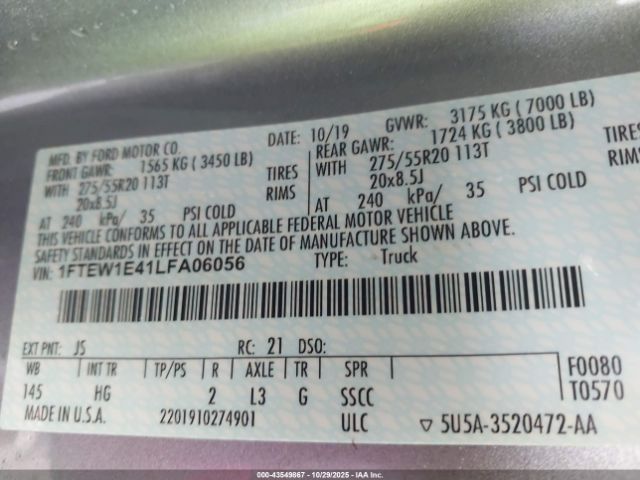 MFD. BY FORD MOTOR CO. DATE: 10/19 GVWR: 3175 KG ( 7000 LB)
FRONT GAWR: 1565 KG ( 3450 LB) REAR GAWR: 1724 KG ( 3800 LB)
WITH 275/55R20 113T TIRES WITH 275/55R20 113T TIRES
20x8.5J RIMS 20x8.5J RIMS
AT 240 kPa/ 35 PSI COLD AT 240 kPa/ 35 PSI COLD
THIS VEHICLE CONFORMS TO ALL APPLICABLE FEDERAL MOTOR VEHICLE
SAFETY STANDARDS IN EFFECT ON THE DATE OF MANUFACTURE SHOWN ABOVE.
VIN: 1FTEW1E41LFA06056 TYPE: Truck
EXT PNT: JS RC: 21 DSO:
WB INT TR TP/PS R AXLE TR SPR F0080
145 HG 2 L3 G SSCC T0570
MADE IN U.S.A. 2201910274901 ULC ▽ 5U5A-3520472-AA
000-43549867 - 10/29/2025 - IAAI.COM